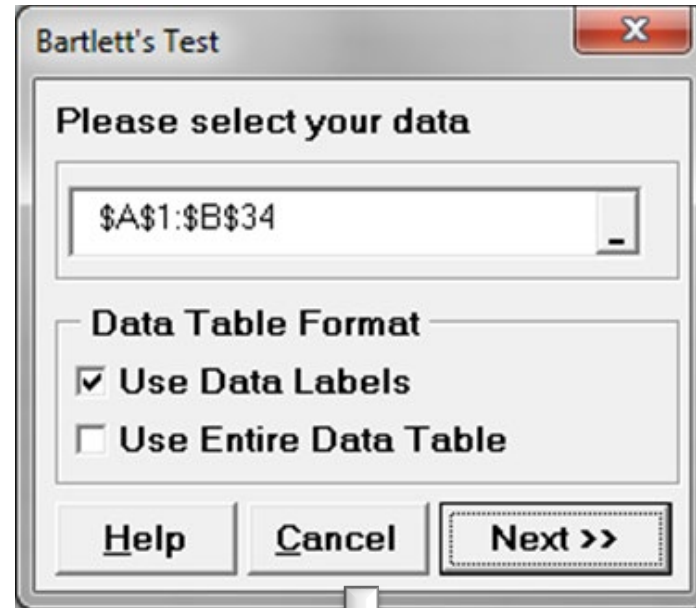 Bartlett's Test
Please select your data
$A$1:$B$34
Data Table Format
Use Data Labels
Use Entire Data Table
Help Cancel Next >>